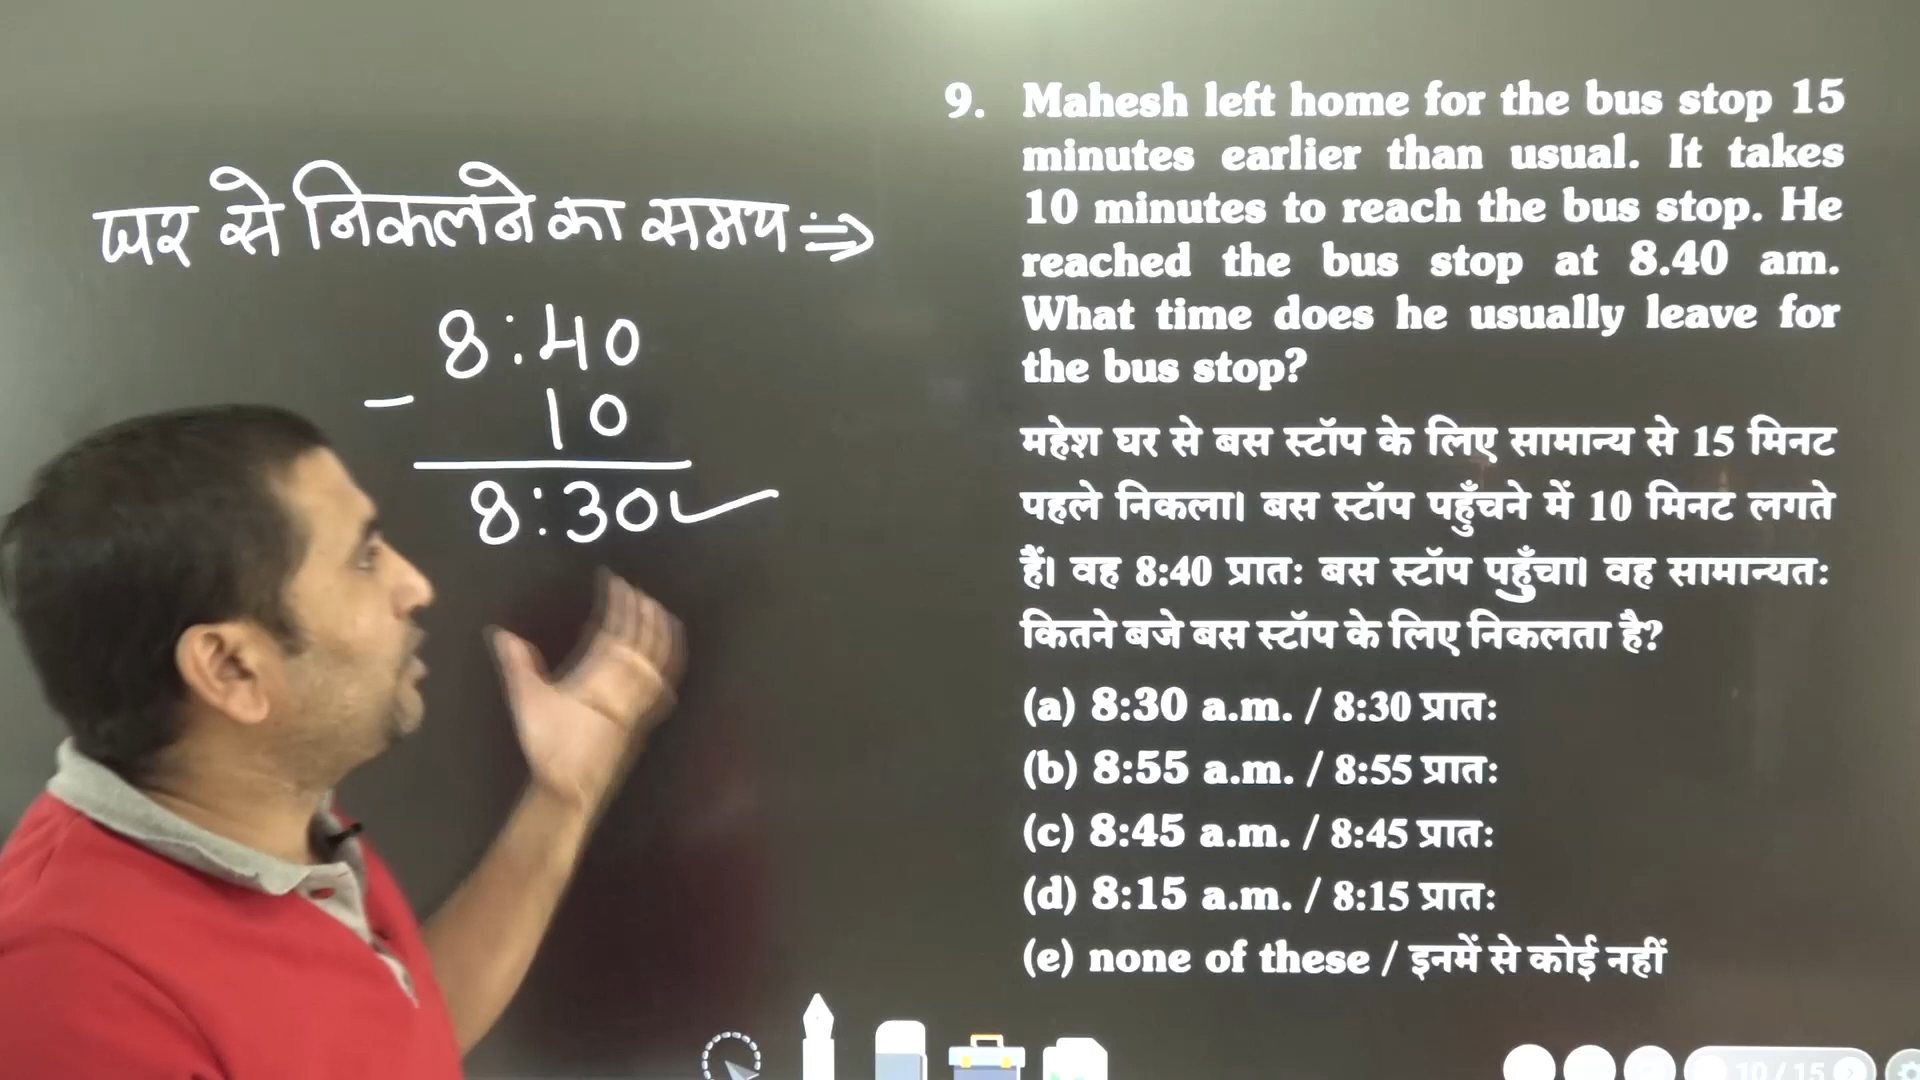 घर से निकलने का समय ⇒
8:40
- 10
8:30 ✓
9. Mahesh left home for the bus stop 15
minutes earlier than usual. It takes
10 minutes to reach the bus stop. He
reached the bus stop at 8.40 am.
What time does he usually leave for
the bus stop?
महेश घर से बस स्टॉप के लिए सामान्य से 15 मिनट
पहले निकला। बस स्टॉप पहुँचने में 10 मिनट लगते
हैं। वह 8:40 प्रातः बस स्टॉप पहुँचा। वह सामान्यतः
कितने बजे बस स्टॉप के लिए निकलता है?
(a) 8:30 a.m. / 8:30 प्रातः
(b) 8:55 a.m. / 8:55 प्रातः
(c) 8:45 a.m. / 8:45 प्रातः
(d) 8:15 a.m. / 8:15 प्रातः
(e) none of these / इनमें से कोई नहीं
10 / 15